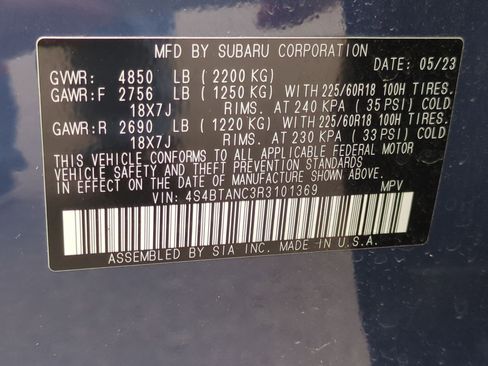 MFD BY SUBARU CORPORATION
DATE: 05/23
GVWR: 4850 LB (2200 KG)
GAWR:F 2756 LB (1250 KG) WITH 225/60R18 100H TIRES.
18X7J RIMS. AT 240 KPA (35 PSI) COLD
GAWR:R 2690 LB (1220 KG) WITH 225/60R18 100H TIRES.
18X7J RIMS. AT 230 KPA (33 PSI) COLD
THIS VEHICLE CONFORMS TO ALL APPLICABLE FEDERAL MOTOR
VEHICLE SAFETY AND THEFT PREVENTION STANDARDS
IN EFFECT ON THE DATE OF MANUFACTURE SHOWN ABOVE.
VIN: 4S4BTANC3R3101369 MPV
ASSEMBLED BY SIA INC. MADE IN U.S.A.